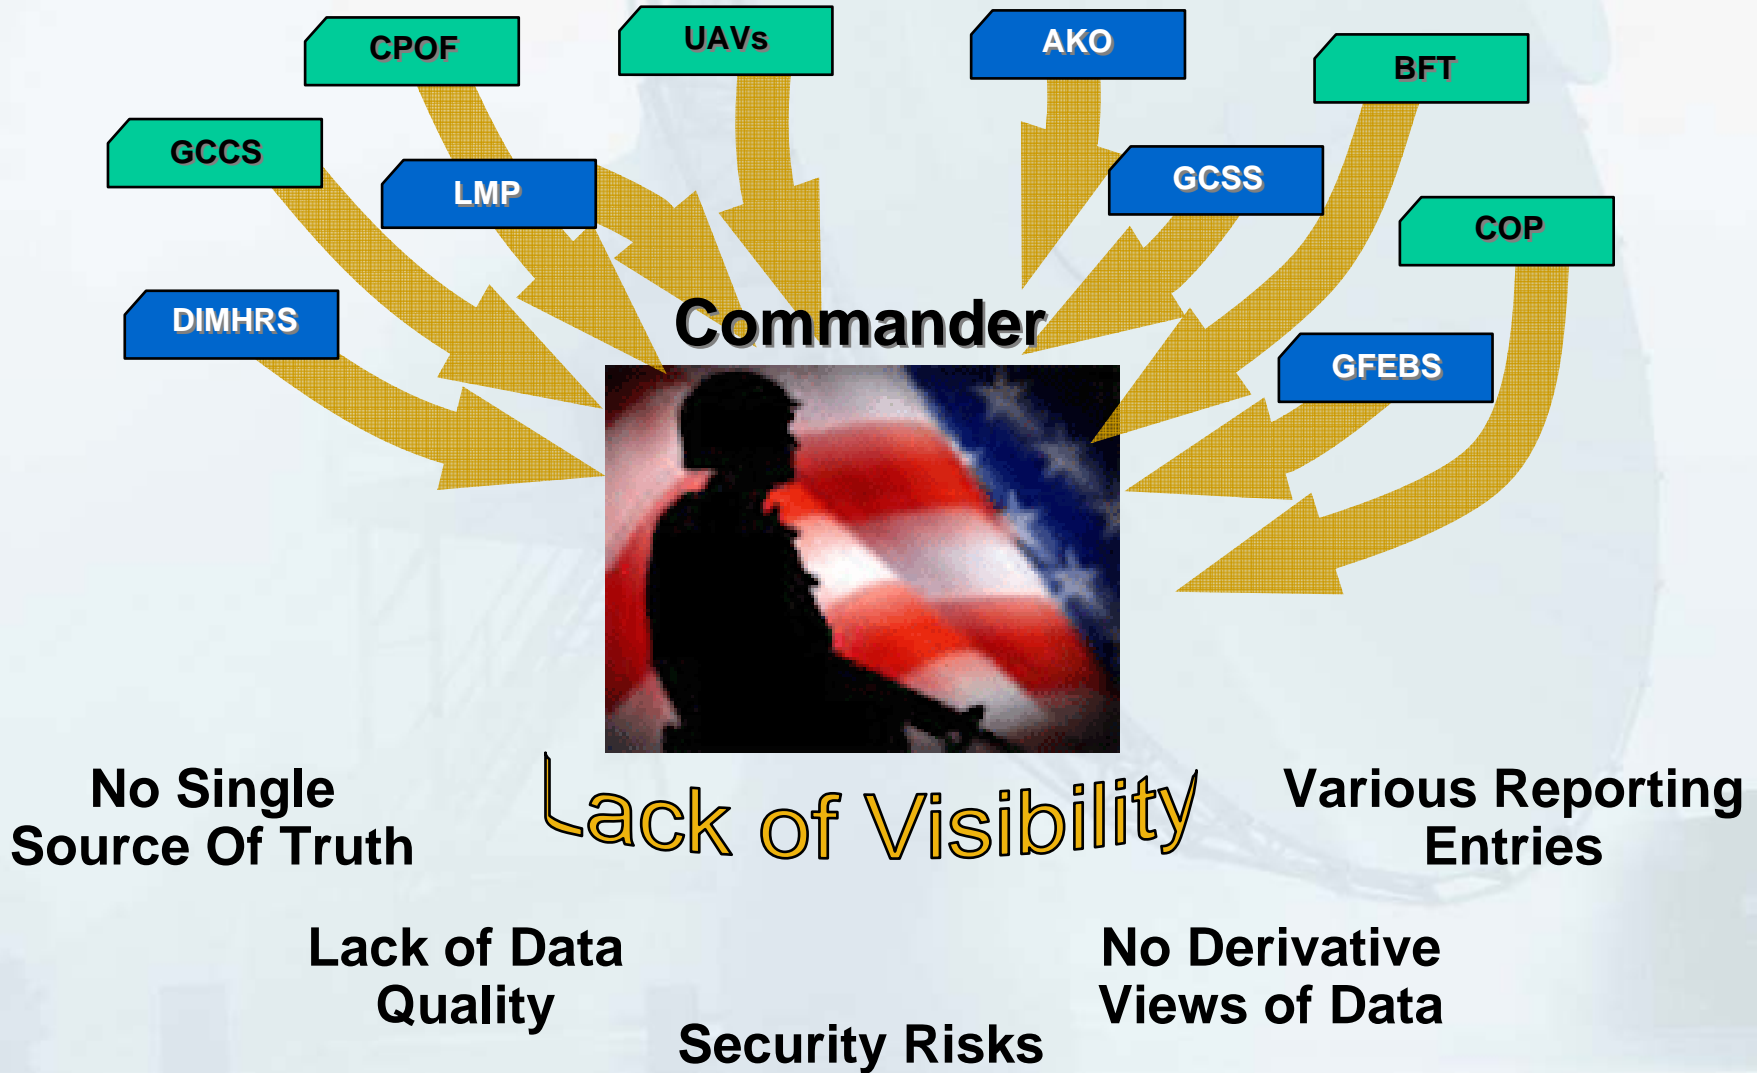 CPOF
UAVs
AKO
BFT
GCCS
LMP
GCSS
COP
DIMHRS
GFEBS
Commander
Lack of Visibility
No Single
Source Of Truth
Various Reporting
Entries
Lack of Data
Quality
No Derivative
Views of Data
Security Risks